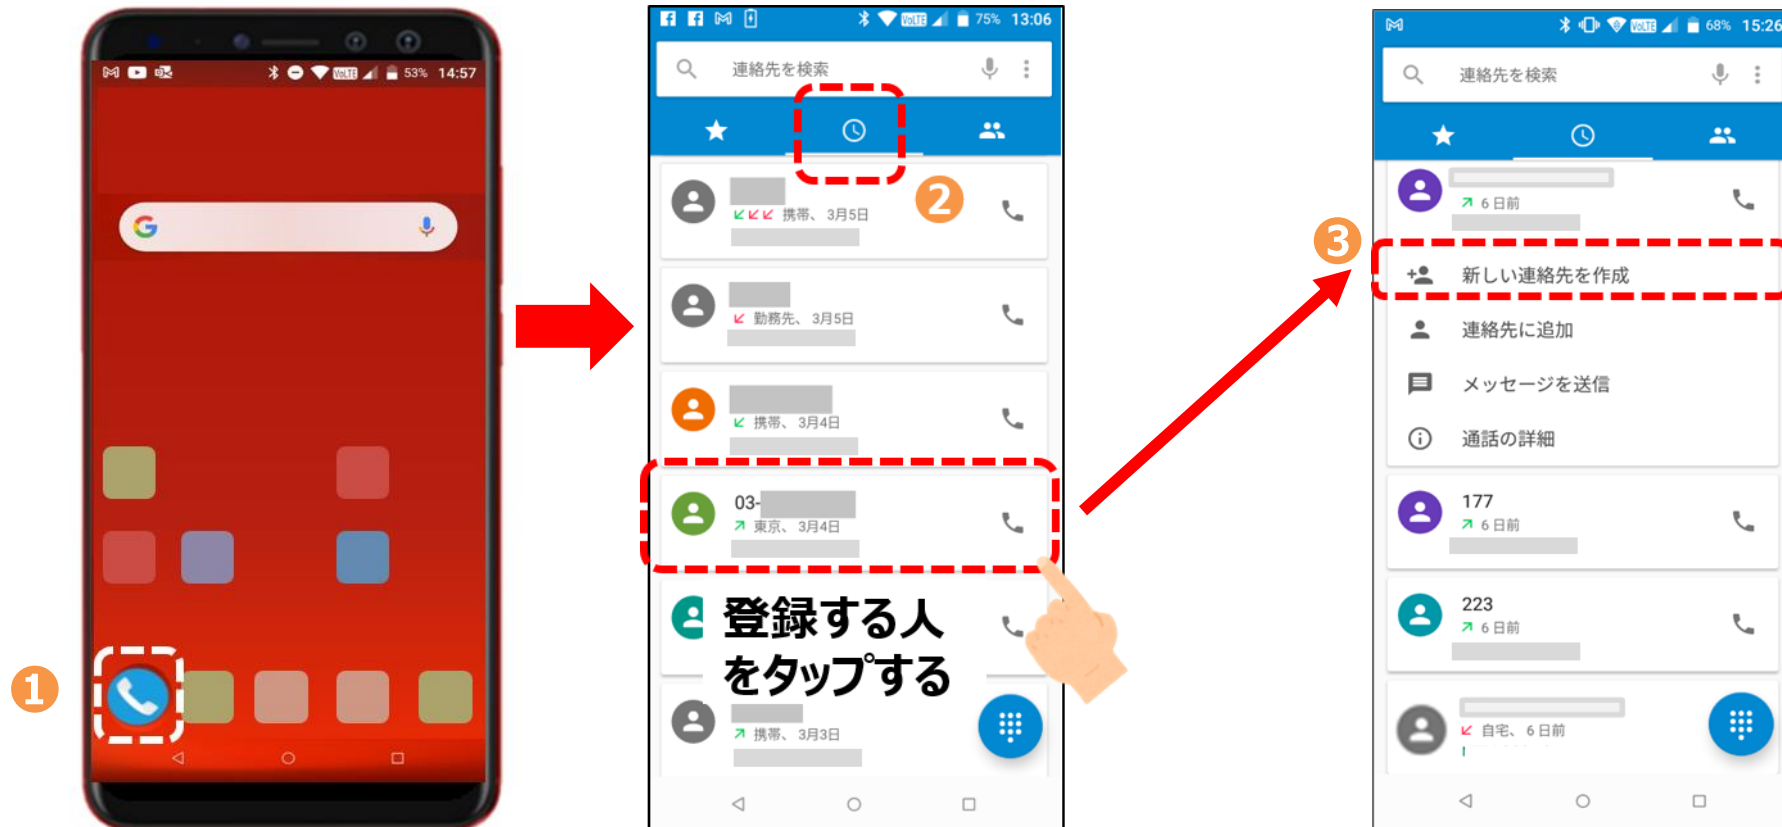 53% 14:57
G
1
VoLTE 75% 13:06
連絡先を検索
2
携帯、 3月5日
勤務先、 3月5日
携帯、 3月4日
03-
東京、 3月4日
登録する人
をタップする
携帯、 3月3日
3
VoLTE 68% 15:26
連絡先を検索
6 日前
新しい連絡先を作成
連絡先に追加
メッセージを送信
通話の詳細
177
6 日前
223
6 日前
自宅、 6 日前